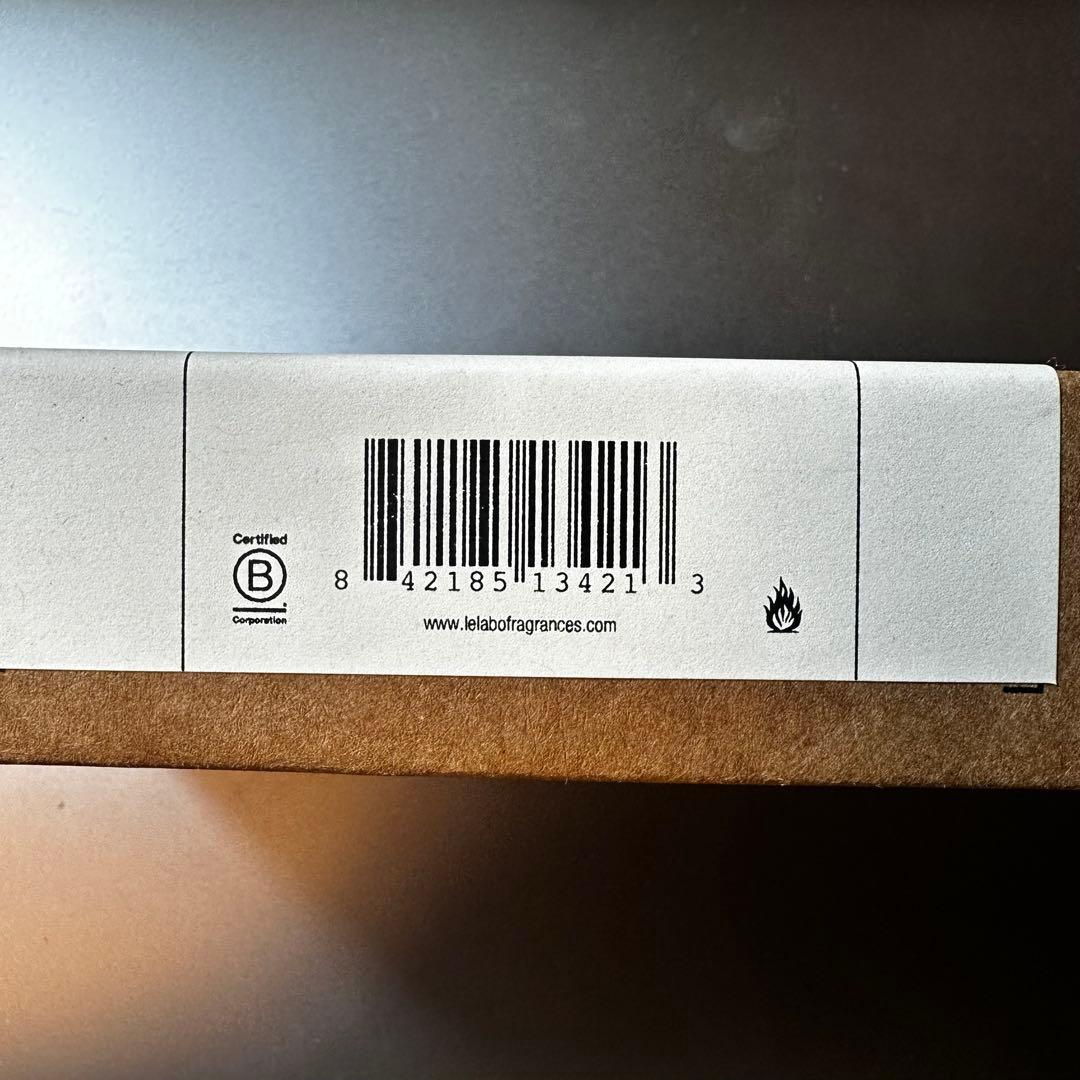 Certified
B
Corporation
8 42185 13421 3
www.lelabofragrances.com